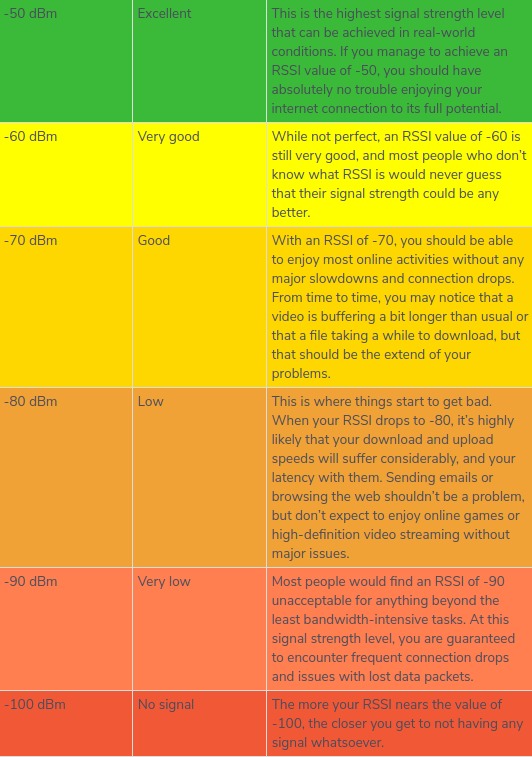 -50 dBm
Excellent
This is the highest signal strength level
that can be achieved in real-world
conditions. If you manage to achieve an
RSSI value of -50, you should have
absolutely no trouble enjoying your
internet connection to its full potential.
-60 dBm
Very good
While not perfect, an RSSI value of -60 is
still very good, and most people who don't
know what RSSI is would never guess
that their signal strength could be any
better.
-70 dBm
Good
With an RSSI of -70, you should be able
to enjoy most online activities without any
major slowdowns and connection drops.
From time to time, you may notice that a
video is buffering a bit longer than usual or
that a file taking a while to download, but
that should be the extend of your
problems.
-80 dBm
Low
This is where things start to get bad.
When your RSSI drops to -80, it's highly
likely that your download and upload
speeds will suffer considerably, and your
latency with them. Sending emails or
browsing the web shouldn't be a problem,
but don't expect to enjoy online games or
high-definition video streaming without
major issues.
-90 dBm
Very low
Most people would find an RSSI of -90
unacceptable for anything beyond the
least bandwidth-intensive tasks. At this
signal strength level, you are guaranteed
to encounter frequent connection drops
and issues with lost data packets.
-100 dBm
No signal
The more your RSSI nears the value of
-100, the closer you get to not having any
signal whatsoever.